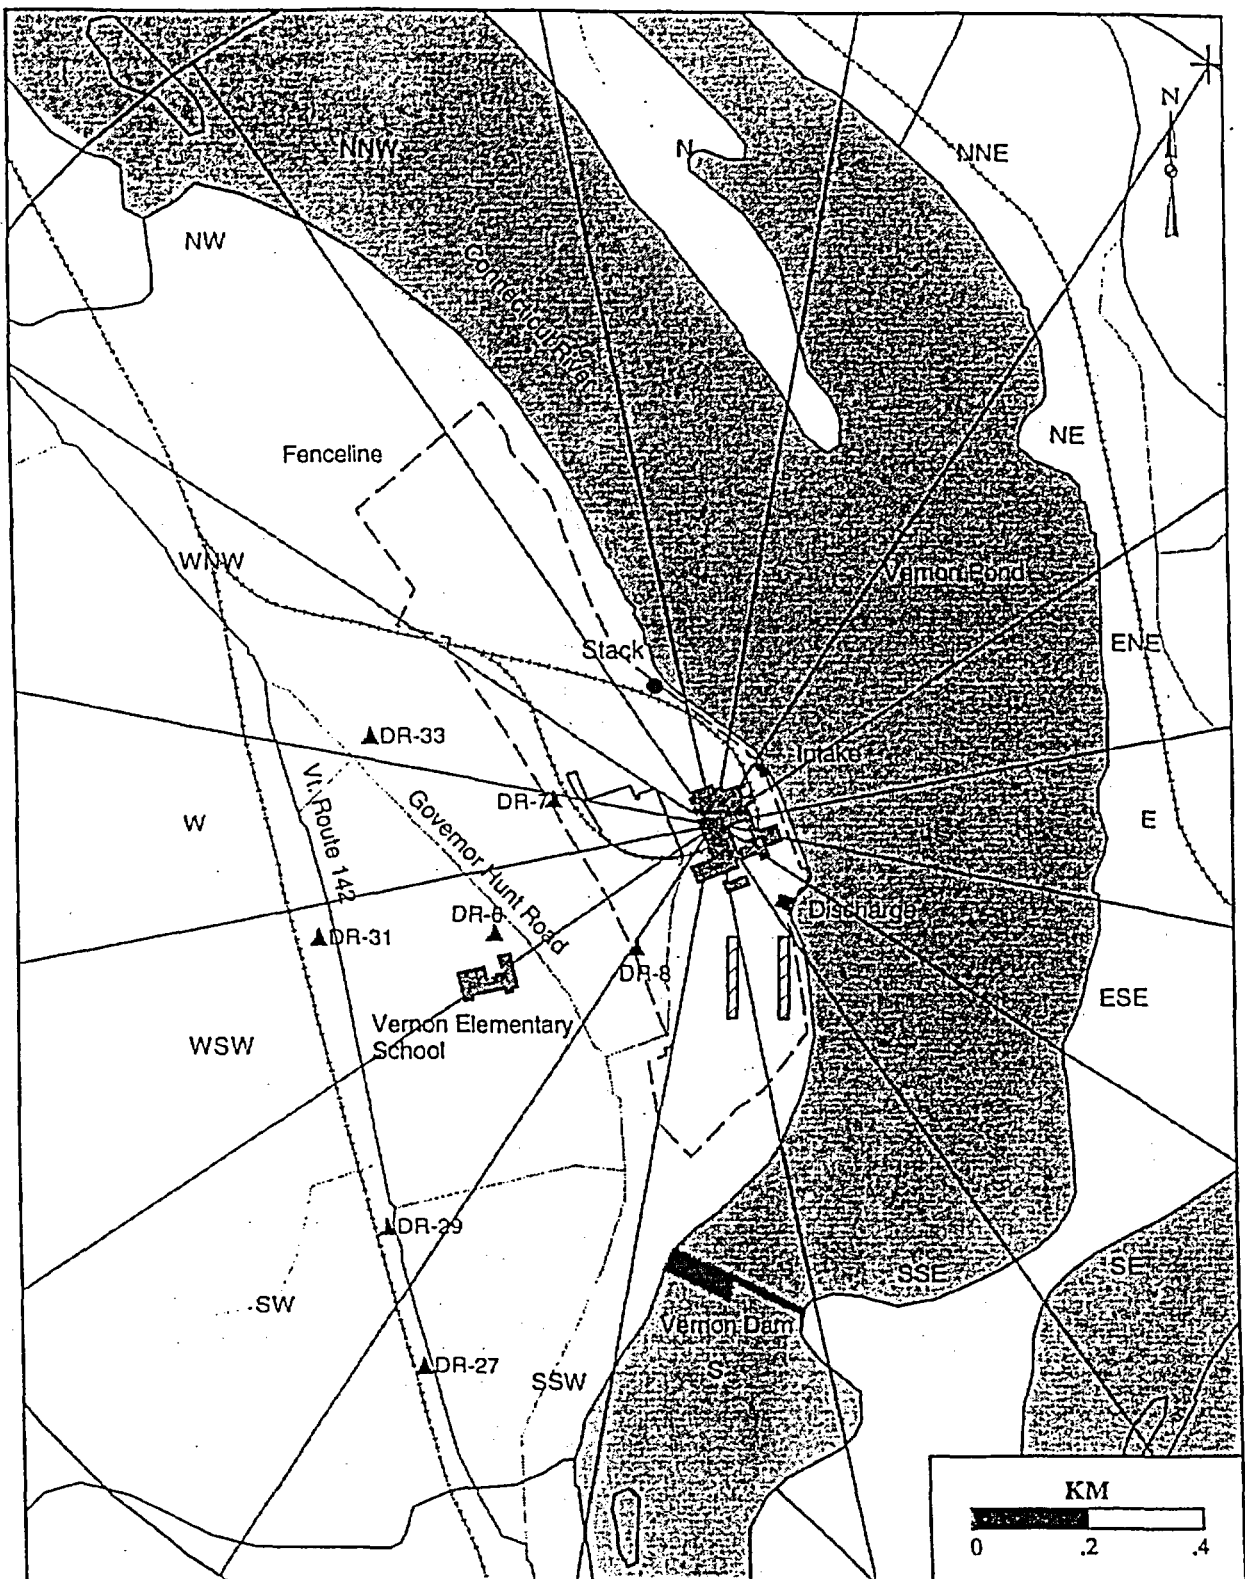 N
NNW
N
NNE
NW
Connecticut River
NE
Fenceline
WNW
Vernon Pond
ENE
Stack
DR-33
Intake
DR-7
Vt. Route 142
Governor Hunt Road
W
E
DR-6
Discharge
DR-31
DR-8
ESE
Vernon Elementary
School
WSW
DR-29
SSE
SE
SW
Vernon Dam
DR-27
S
SSW
KM
0 .2 .4